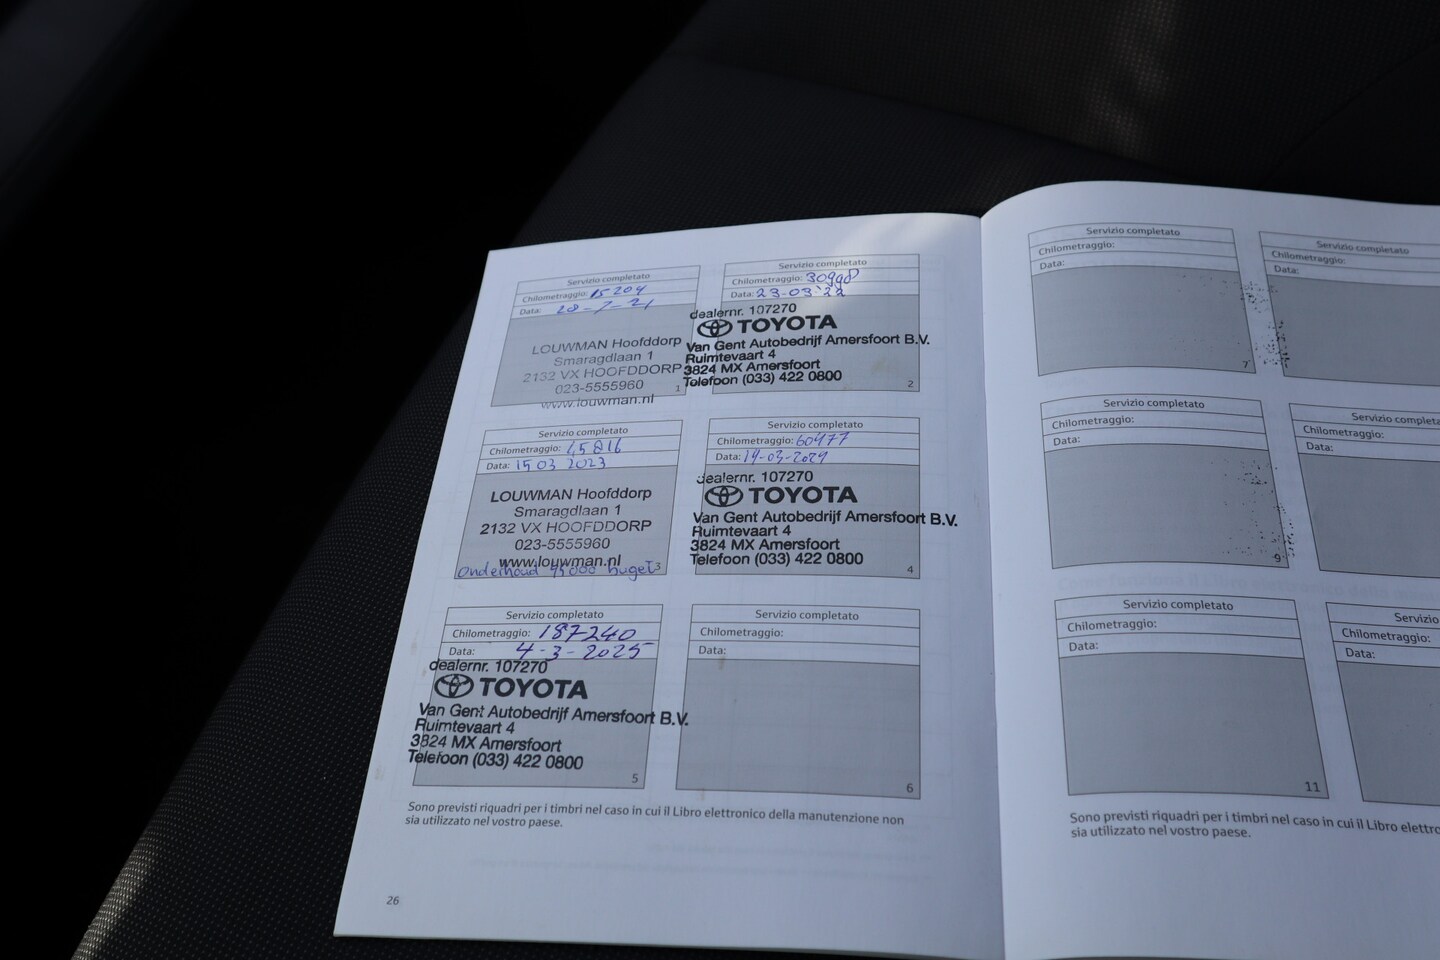 Servizio completato
Chilometraggio: 15204
Data: 28-7-21
LOUWMAN Hoofddorp
Smaragdlaan 1
2132 VX HOOFDDORP
023-5555960
www.louwman.nl
1
Servizio completato
Chilometraggio: 30998
Data: 23-03'22
dealernr. 107270
TOYOTA
Van Gent Autobedrijf Amersfoort B.V.
Ruimtevaart 4
3824 MX Amersfoort
Telefoon (033) 422 0800
2
Servizio completato
Chilometraggio: 45816
Data: 15 03 2023
LOUWMAN Hoofddorp
Smaragdlaan 1
2132 VX HOOFDDORP
023-5555960
www.louwman.nl
Onderhoud
3
Servizio completato
Chilometraggio: 60477
Data: 14-03-2024
dealernr. 107270
TOYOTA
Van Gent Autobedrijf Amersfoort B.V.
Ruimtevaart 4
3824 MX Amersfoort
Telefoon (033) 422 0800
4
Servizio completato
Chilometraggio: 187240
Data: 4-3-2025
dealernr. 107270
TOYOTA
Van Gent Autobedrijf Amersfoort B.V.
Ruimtevaart 4
3824 MX Amersfoort
Telefoon (033) 422 0800
5
Servizio completato
Chilometraggio:
Data:
6
Sono previsti riquadri per i timbri nel caso in cui il Libro elettronico della manutenzione non
sia utilizzato nel vostro paese.
26
Servizio completato
Chilometraggio:
Data:
7
Servizio completato
Chilometraggio:
Data:
Servizio completato
Chilometraggio:
Data:
9
Servizio completato
Chilometraggio:
Data:
Servizio completato
Chilometraggio:
Data:
11
Servizio
Chilometraggio:
Data:
Sono previsti riquadri per i timbri nel caso in cui il Libro elettro
sia utilizzato nel vostro paese.